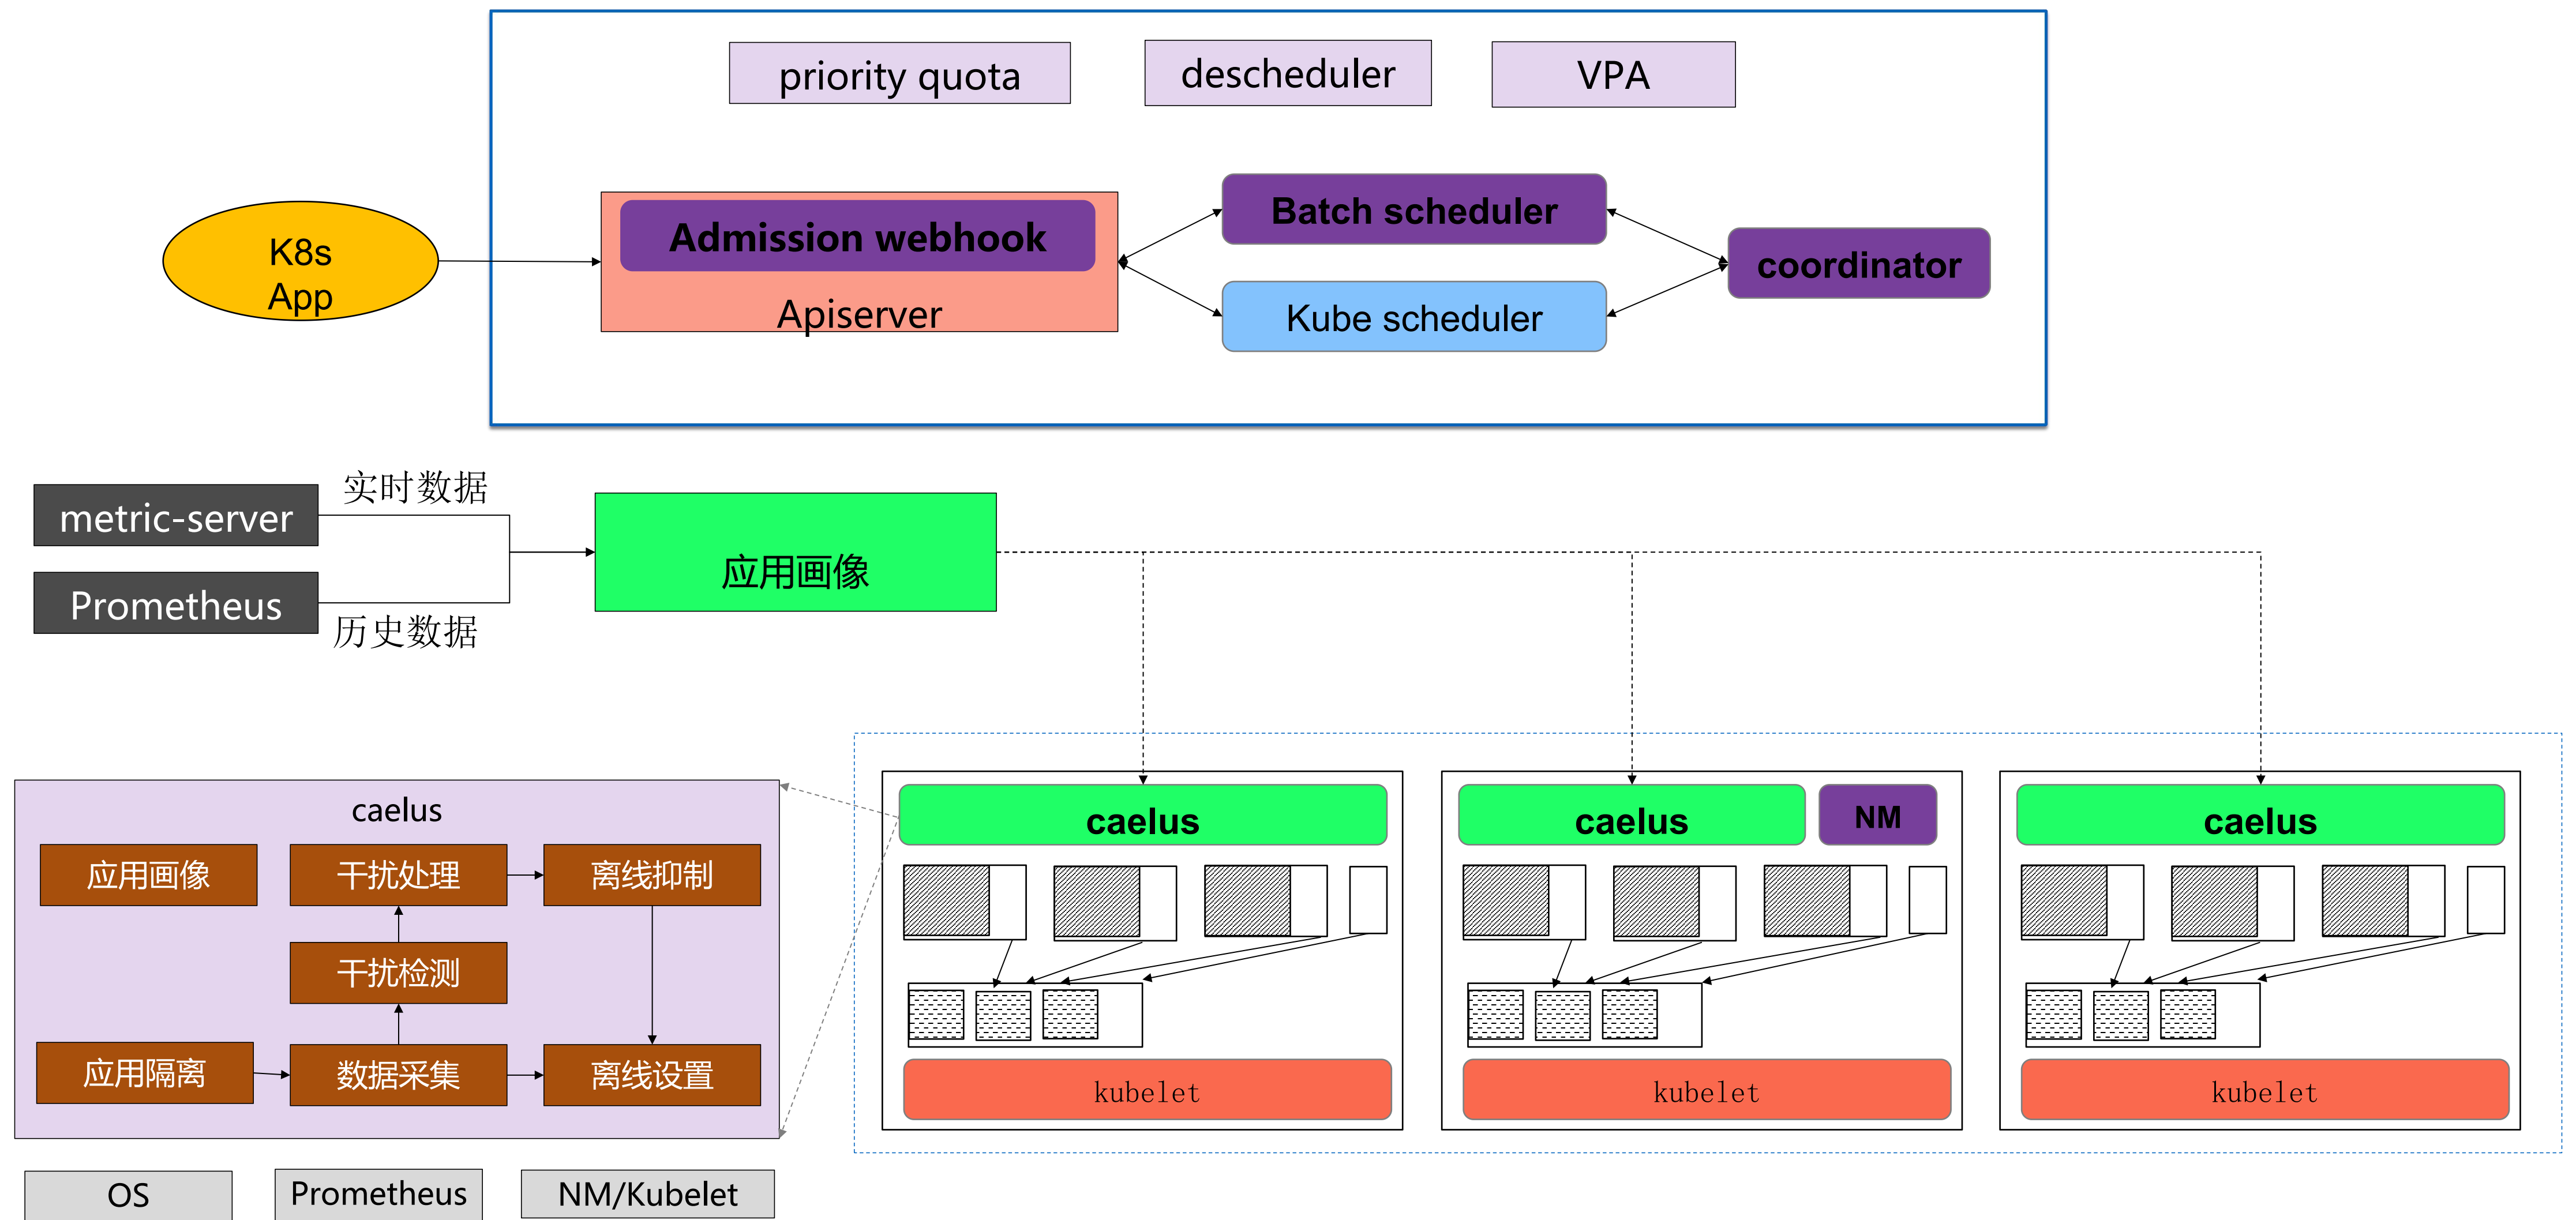 priority quota
descheduler
VPA
K8s
App
Admission webhook
Apiserver
Batch scheduler
Kube scheduler
coordinator
metric-server
实时数据
Prometheus
历史数据
应用画像
caelus
应用画像
干扰处理
离线抑制
干扰检测
应用隔离
数据采集
离线设置
OS
Prometheus
NM/Kubelet
caelus
kubelet
caelus
NM
kubelet
caelus
kubelet